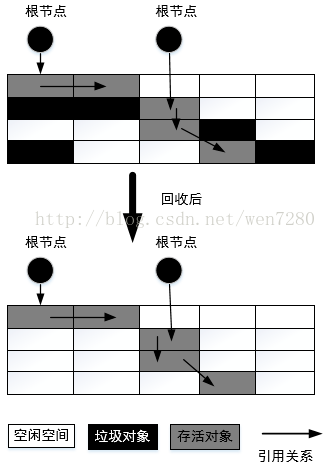 根节点 根节点
回收后
http://blog.csdn.net/wen7280
根节点 根节点
空闲空间 垃圾对象 存活对象
引用关系